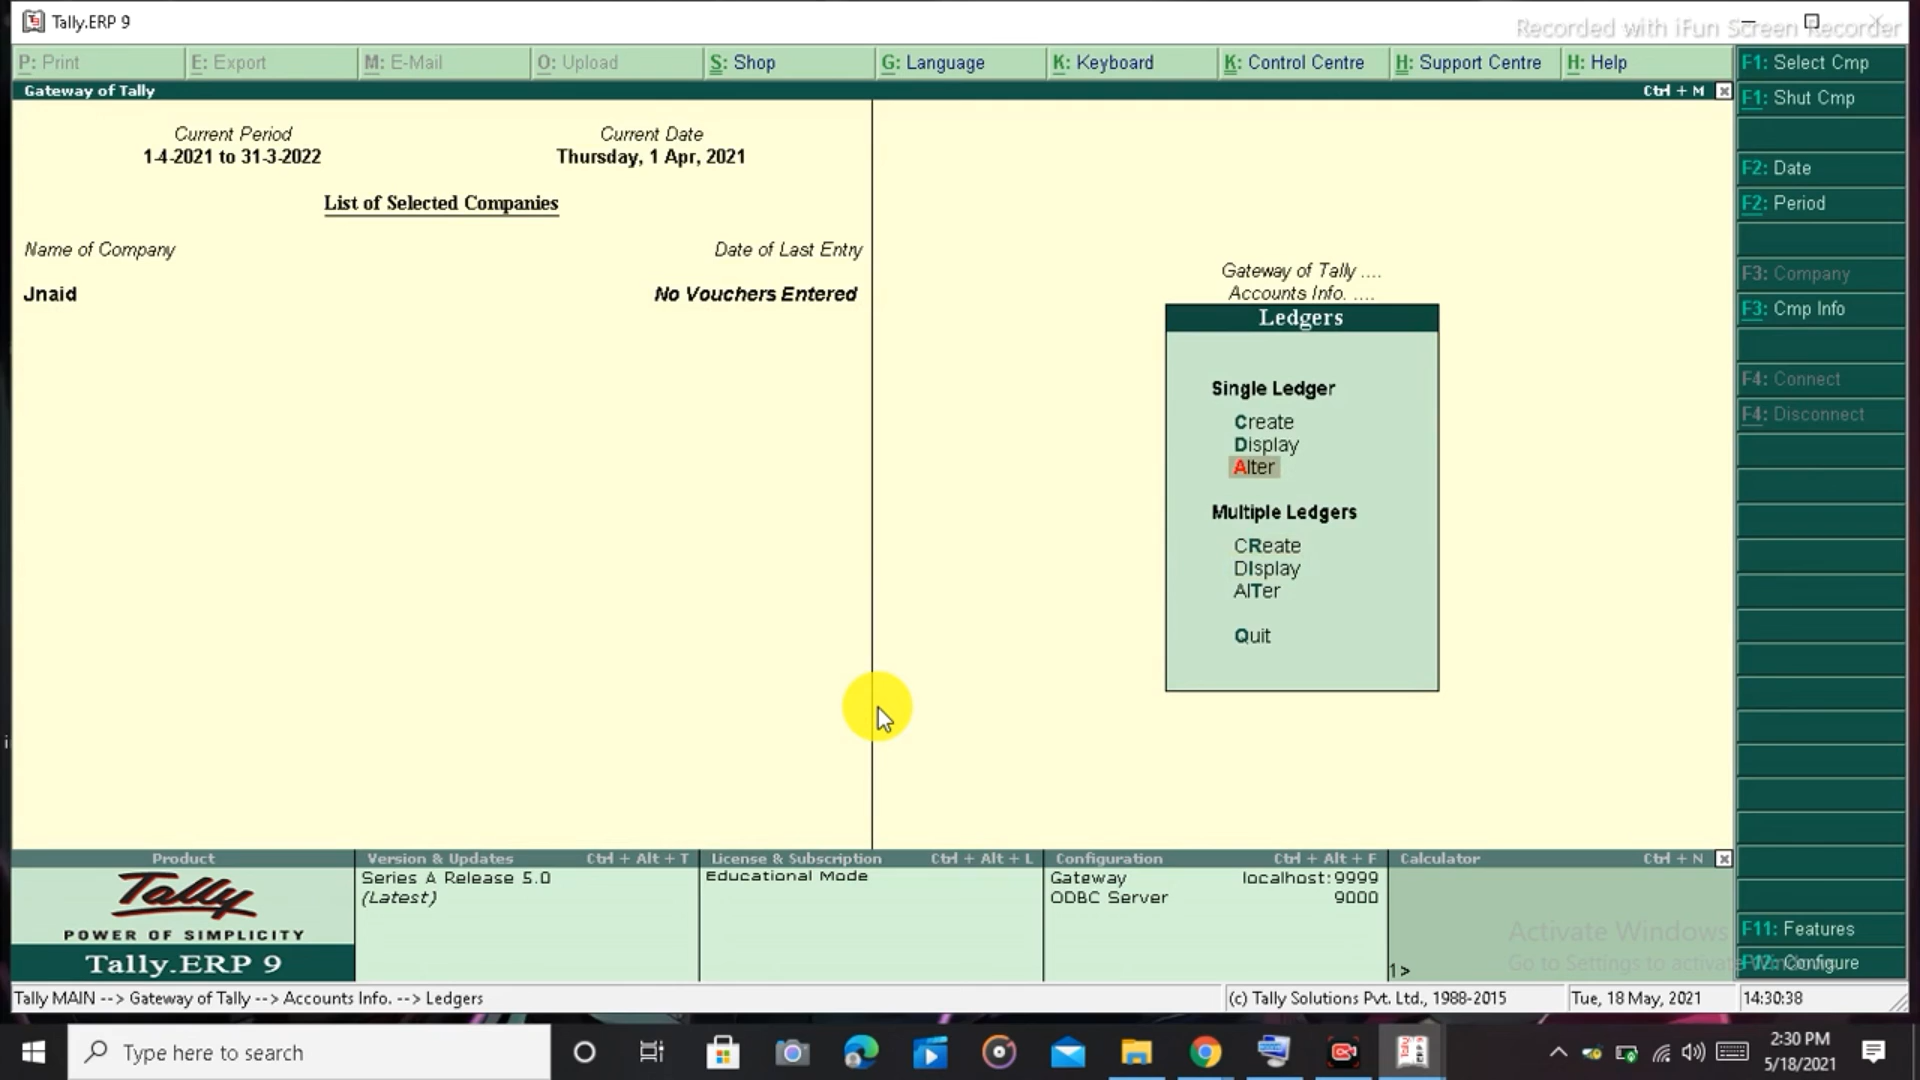 Tally.ERP 9
Recorded with iFun Screen Recorder
P: Print
E: Export
M: E-Mail
O: Upload
S: Shop
G: Language
K: Keyboard
K: Control Centre
H: Support Centre
H: Help
F1: Select Cmp
Gateway of Tally
Ctrl + M
F1: Shut Cmp
Current Period
1-4-2021 to 31-3-2022
Current Date
Thursday, 1 Apr, 2021
List of Selected Companies
Name of Company
Date of Last Entry
Jnaid
No Vouchers Entered
Gateway of Tally ....
Accounts Info. ....
Ledgers
Single Ledger
Create
Display
Alter
Multiple Ledgers
CReate
DIsplay
AlTer
Quit
F2: Date
F2: Period
F3: Company
F3: Cmp Info
F4: Connect
F4: Disconnect
F11: Features
F12: Configure
Product
Tally
POWER OF SIMPLICITY
Tally.ERP 9
Version & Updates
Ctrl + Alt + T
Series A Release 5.0
(Latest)
License & Subscription
Ctrl + Alt + L
Educational Mode
Configuration
Ctrl + Alt + F
Gateway
localhost:9999
ODBC Server
9000
Calculator
Ctrl + N
1>
Activate Windows
Go to Settings to activate Windows.
Tally MAIN --> Gateway of Tally --> Accounts Info. --> Ledgers
(c) Tally Solutions Pvt. Ltd., 1988-2015
Tue, 18 May, 2021
14:30:38
Type here to search
2:30 PM
5/18/2021